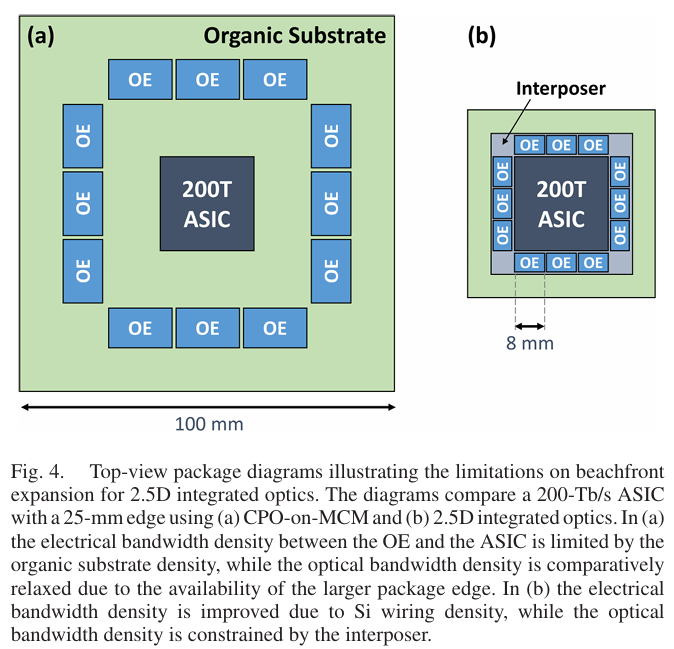 (a)
Organic Substrate
OE OE OE
OE
OE
OE
200T
ASIC
OE
OE
OE
OE OE OE
100 mm
(b)
Interposer
OE OE OE
OE
OE
OE
200T
ASIC
OE
OE
OE
OE OE OE
8 mm
Fig. 4. Top-view package diagrams illustrating the limitations on beachfront
expansion for 2.5D integrated optics. The diagrams compare a 200-Tb/s ASIC
with a 25-mm edge using (a) CPO-on-MCM and (b) 2.5D integrated optics. In (a)
the electrical bandwidth density between the OE and the ASIC is limited by the
organic substrate density, while the optical bandwidth density is comparatively
relaxed due to the availability of the larger package edge. In (b) the electrical
bandwidth density is improved due to Si wiring density, while the optical
bandwidth density is constrained by the interposer.